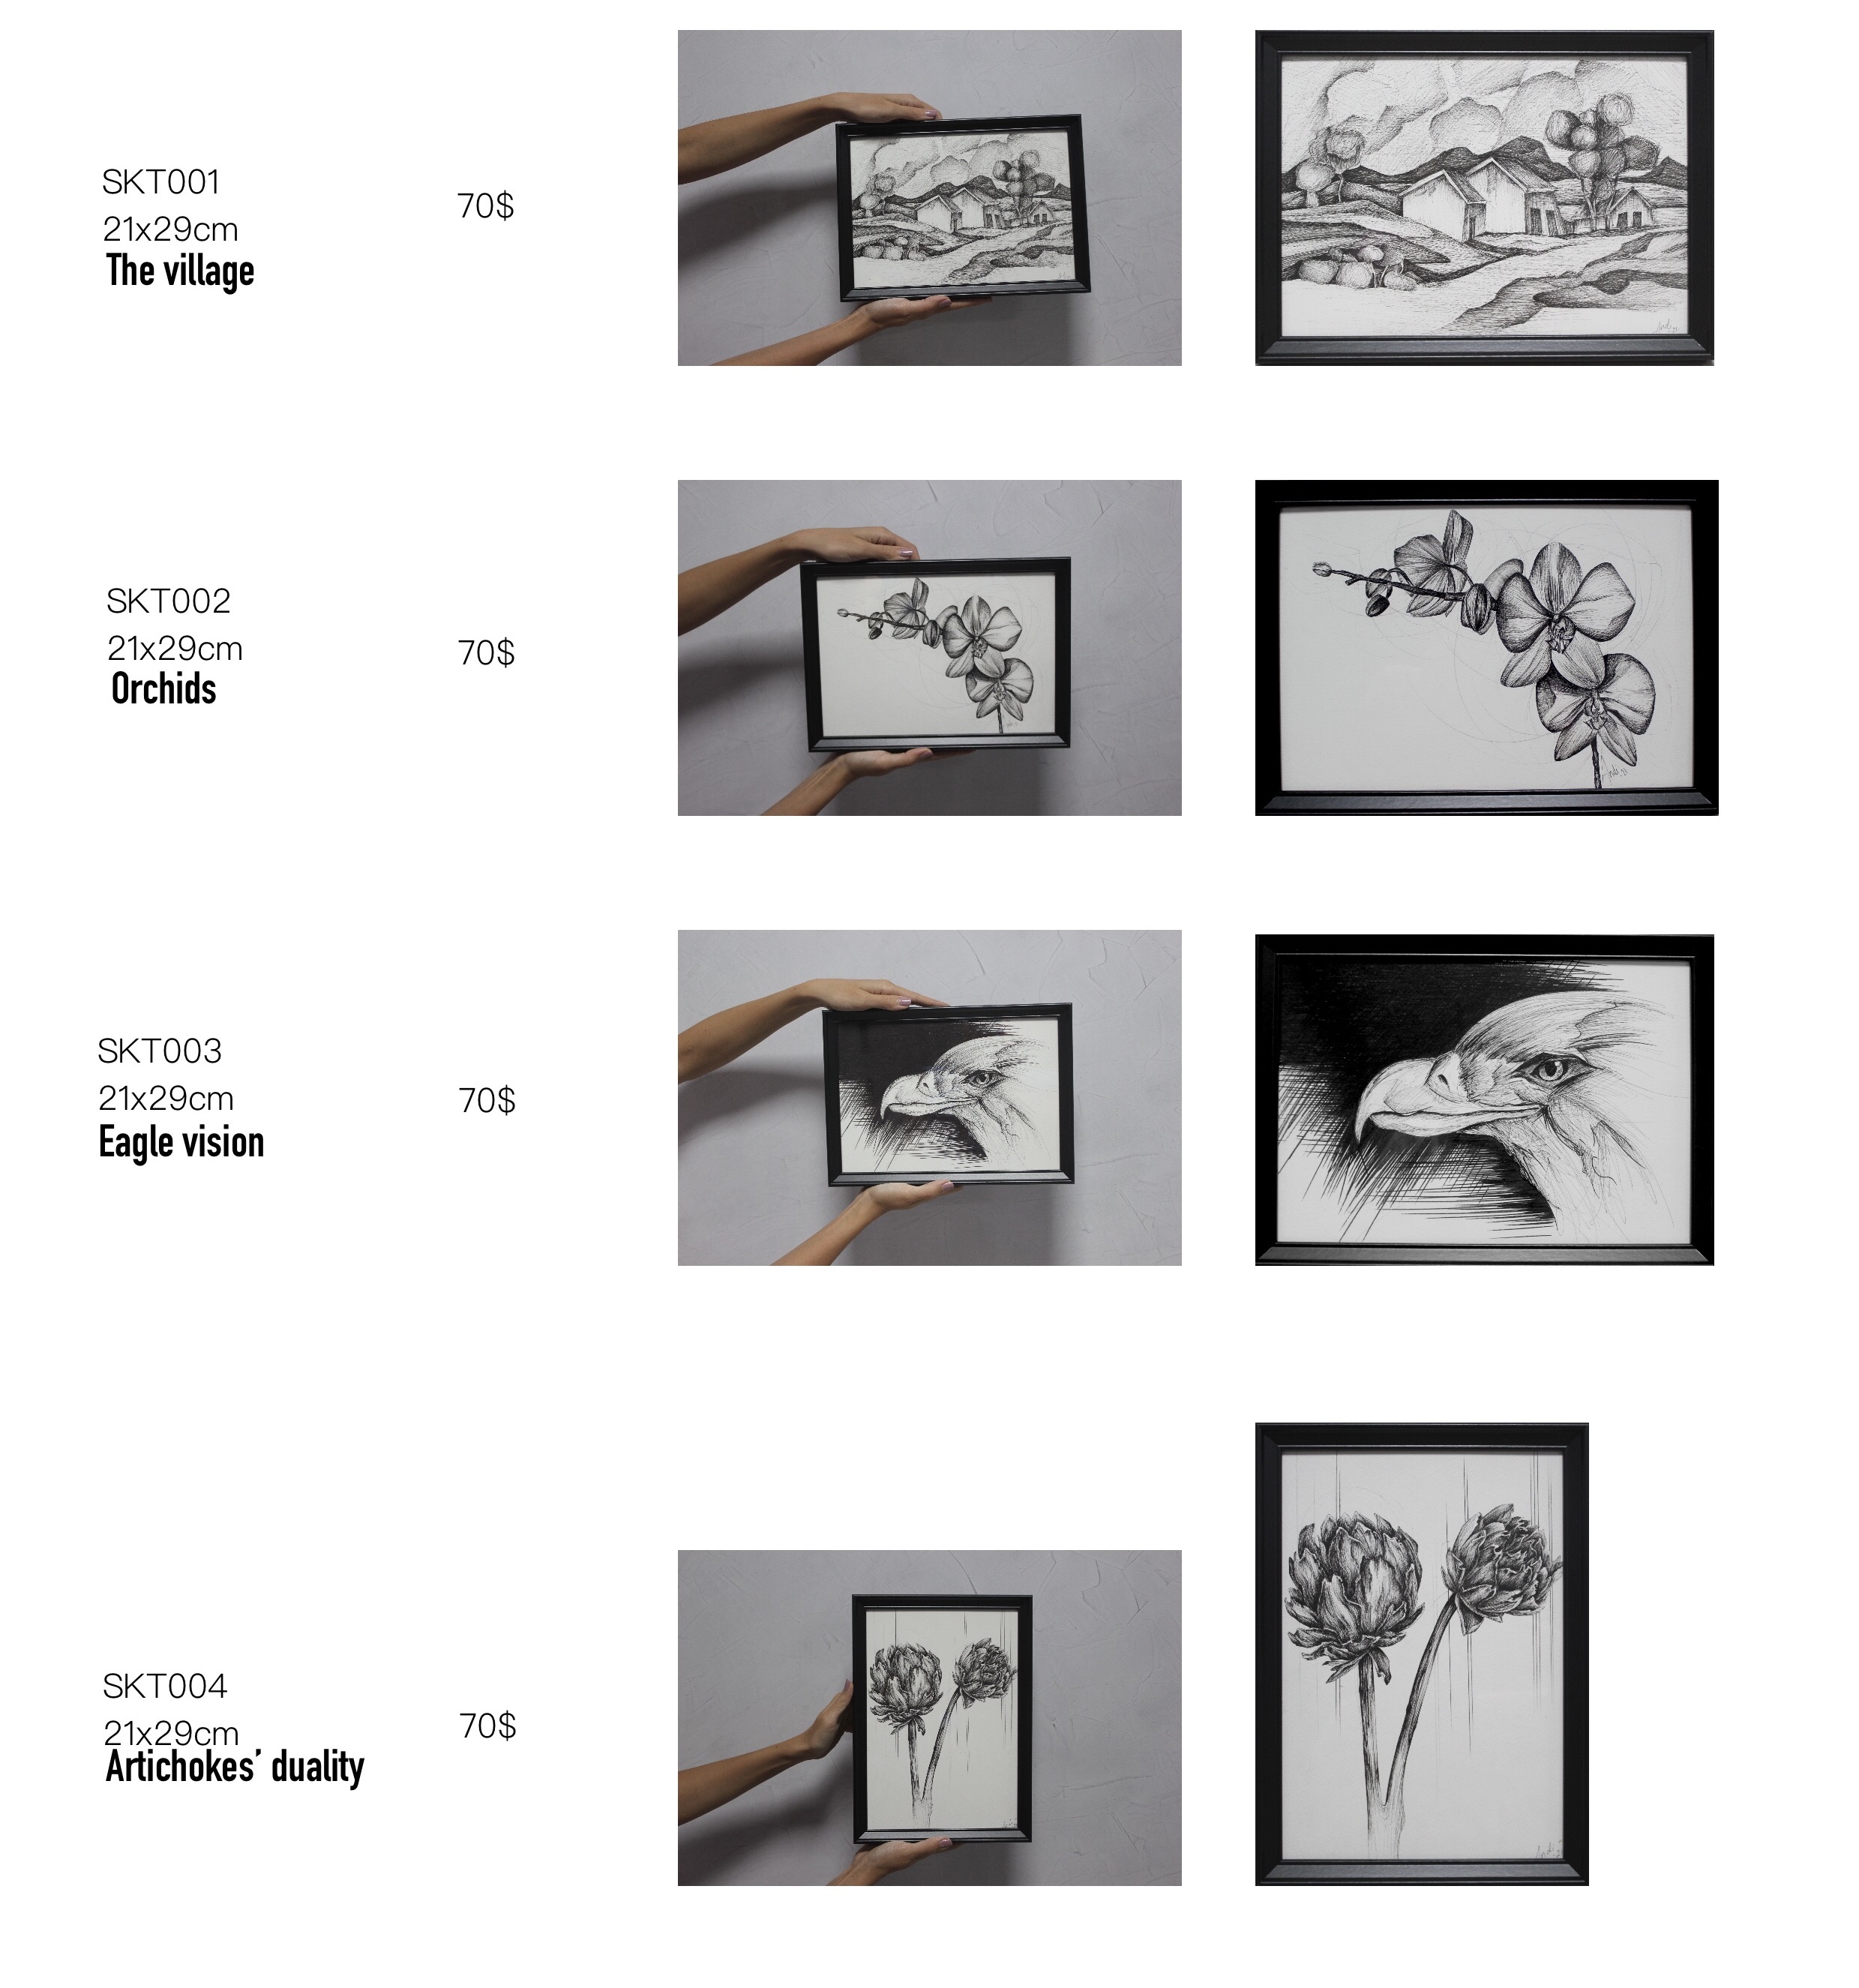 SKT001
21x29cm
The village
70$
SKT002
21x29cm
Orchids
70$
SKT003
21x29cm
Eagle vision
70$
SKT004
21x29cm
Artichokes’ duality
70$